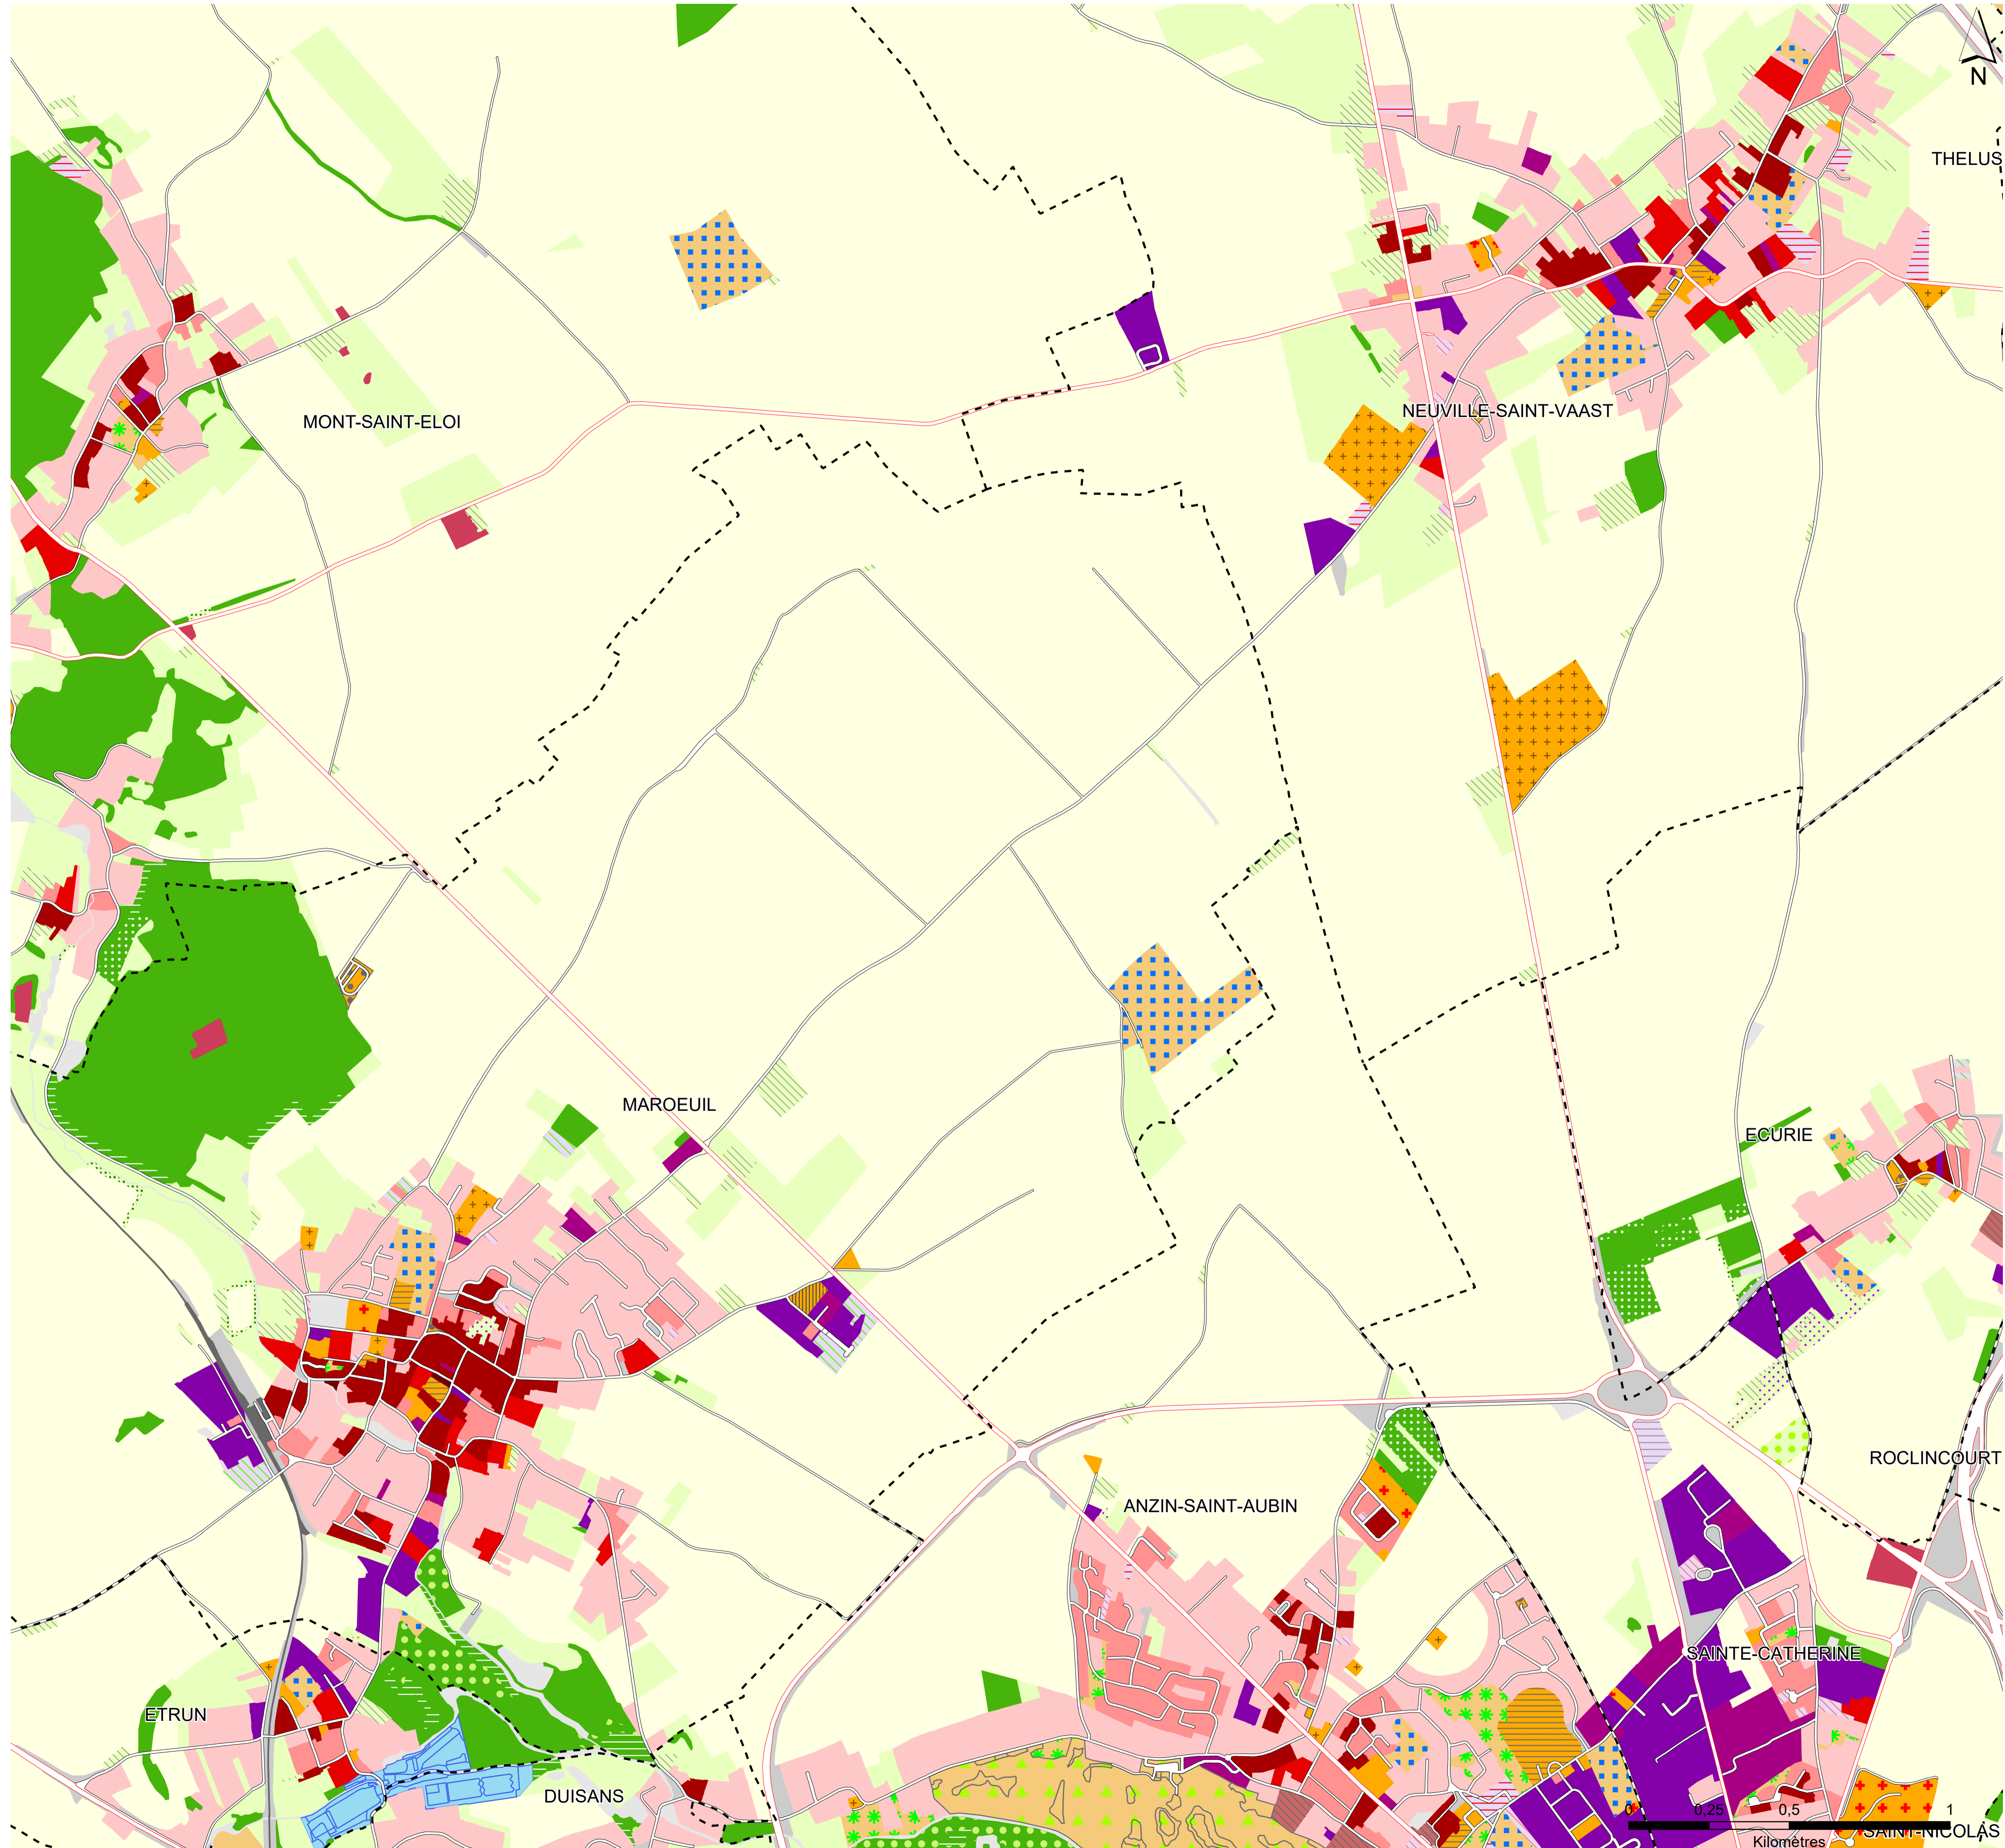 N
THELUS
NEUVILLE-SAINT-VAAST
MONT-SAINT-ELOI
MAROEUIL
ECURIE
ROCLINCOURT
ANZIN-SAINT-AUBIN
SAINTE-CATHERINE
ETRUN
DUISANS
0 0,25 0,5 1
Kilomètres
SAINT-NICOLAS